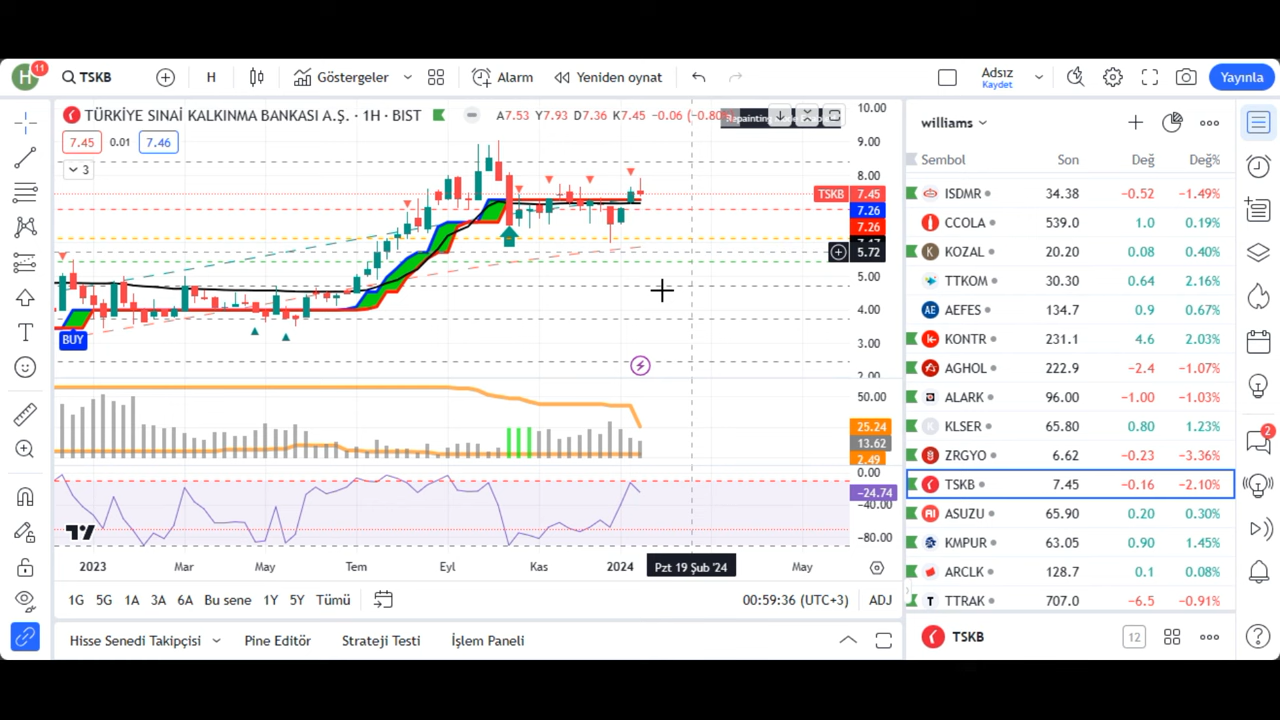 H 11 TSKB H Göstergeler Alarm Yeniden oynat Adsız Kaydet Yayınla
TÜRKİYE SINAİ KALKINMA BANKASI A.Ş. · 1H · BIST A7.53 Y7.93 D7.36 K7.45 −0.06
7.45 0.01 7.46
3
10.00
9.00
8.00
TSKB 7.45
7.26
7.26
5.72
5.00
4.00
3.00
2.00
BUY
50.00
25.24
13.62
2.49
0.00
−24.74
−40.00
−80.00
2023 Mar May Tem Eyl Kas 2024 Pzt 19 Şub '24 May
1G 5G 1A 3A 6A Bu sene 1Y 5Y Tümü 00:59:36 (UTC+3) ADJ
Hisse Senedi Takipçisi Pine Editör Strateji Testi İşlem Paneli
williams
Sembol Son Değ Değ%
ISDMR 34.38 −0.52 −1.49%
CCOLA 539.0 1.0 0.19%
KOZAL 20.20 0.08 0.40%
TTKOM 30.30 0.64 2.16%
AEFES 134.7 0.9 0.67%
KONTR 231.1 4.6 2.03%
AGHOL 222.9 −2.4 −1.07%
ALARK 96.00 −1.00 −1.03%
KLSER 65.80 0.80 1.23%
ZRGYO 6.62 −0.23 −3.36%
TSKB 7.45 −0.16 −2.10%
ASUZU 65.90 0.20 0.30%
KMPUR 63.05 0.90 1.45%
ARCLK 128.7 0.1 0.08%
TTRAK 707.0 −6.5 −0.91%
TSKB 12
2